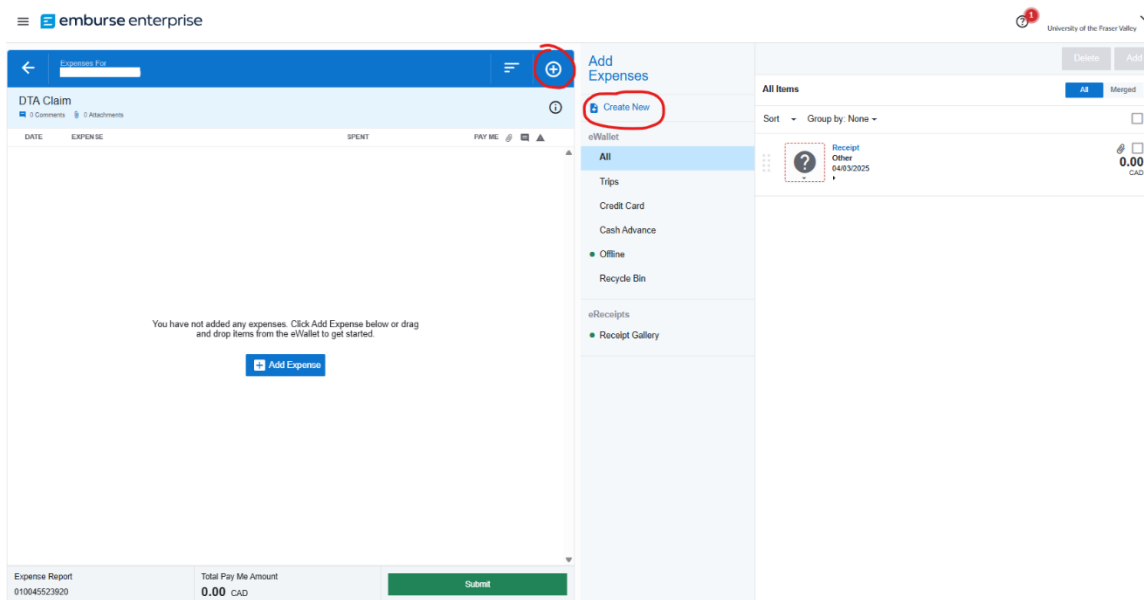 emburse enterprise
1
University of the Fraser Valley
Expenses For
DTA Claim
0 Comments 0 Attachments
DATE EXPENSE SPENT PAY ME
You have not added any expenses. Click Add Expense below or drag
and drop items from the eWallet to get started.
Add Expense
Expense Report
010045523920
Total Pay Me Amount
0.00 CAD
Submit
Add
Expenses
Create New
eWallet
All
Trips
Credit Card
Cash Advance
Offline
Recycle Bin
eReceipts
Receipt Gallery
Delete Add
All Items
All Merged
Sort Group by: None
Receipt
Other
04/03/2025
0.00
CAD